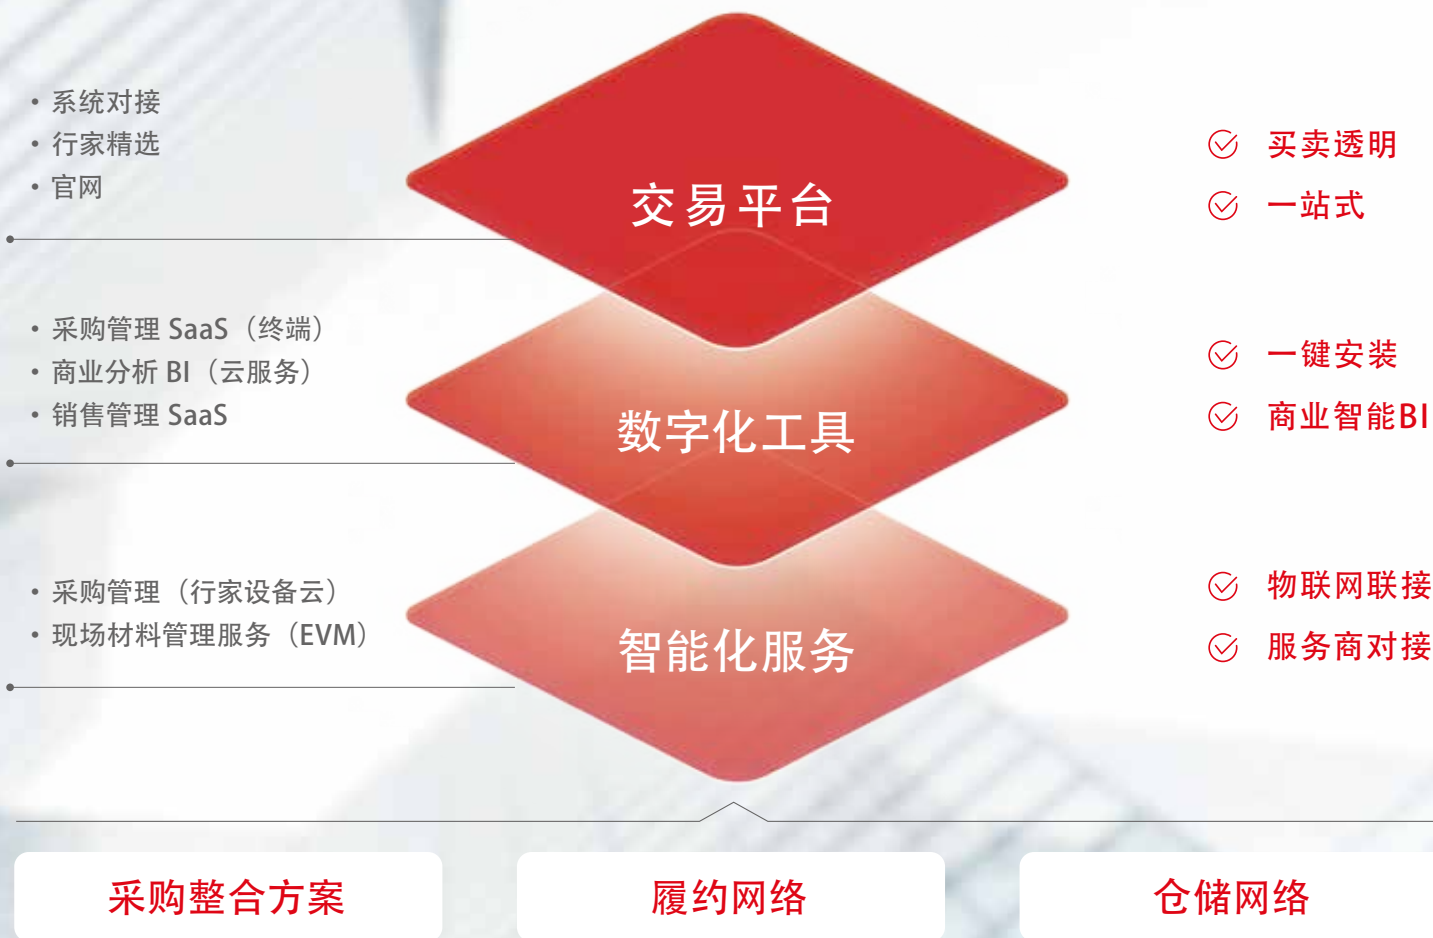 • 系统对接
• 行家精选
• 官网
交易平台
买卖透明
一站式
• 采购管理 SaaS（终端）
• 商业分析 BI（云服务）
• 销售管理 SaaS
数字化工具
一键安装
商业智能BI
• 采购管理（行家设备云）
• 现场材料管理服务（EVM）
智能化服务
物联网联接
服务商对接
采购整合方案
履约网络
仓储网络